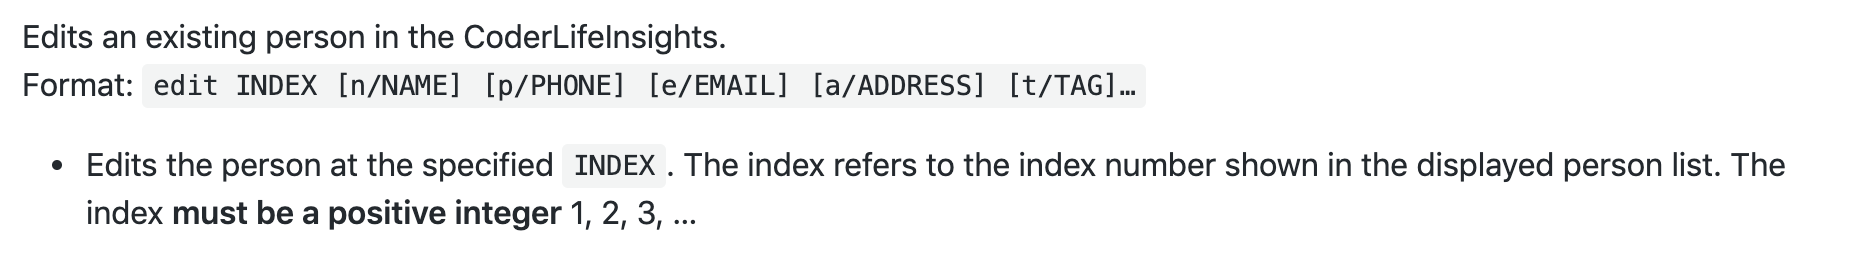 Edits an existing person in the CoderLifeInsights.
Format: edit INDEX [n/NAME] [p/PHONE] [e/EMAIL] [a/ADDRESS] [t/TAG]…
• Edits the person at the specified INDEX. The index refers to the index number shown in the displayed person list. The
index must be a positive integer 1, 2, 3, …